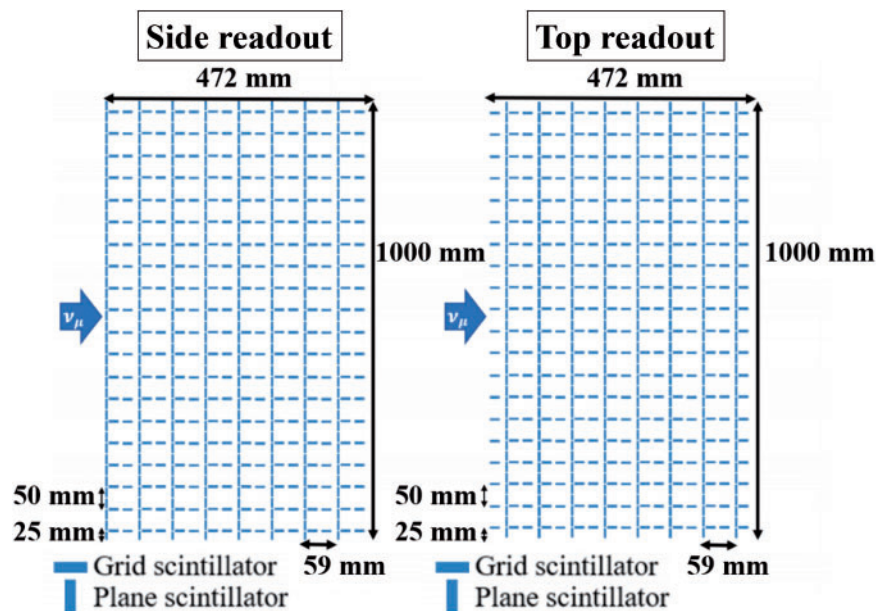 Side readout
472 mm
1000 mm
νμ
50 mm
25 mm
59 mm
Grid scintillator
Plane scintillator
Top readout
472 mm
1000 mm
νμ
50 mm
25 mm
59 mm
Grid scintillator
Plane scintillator